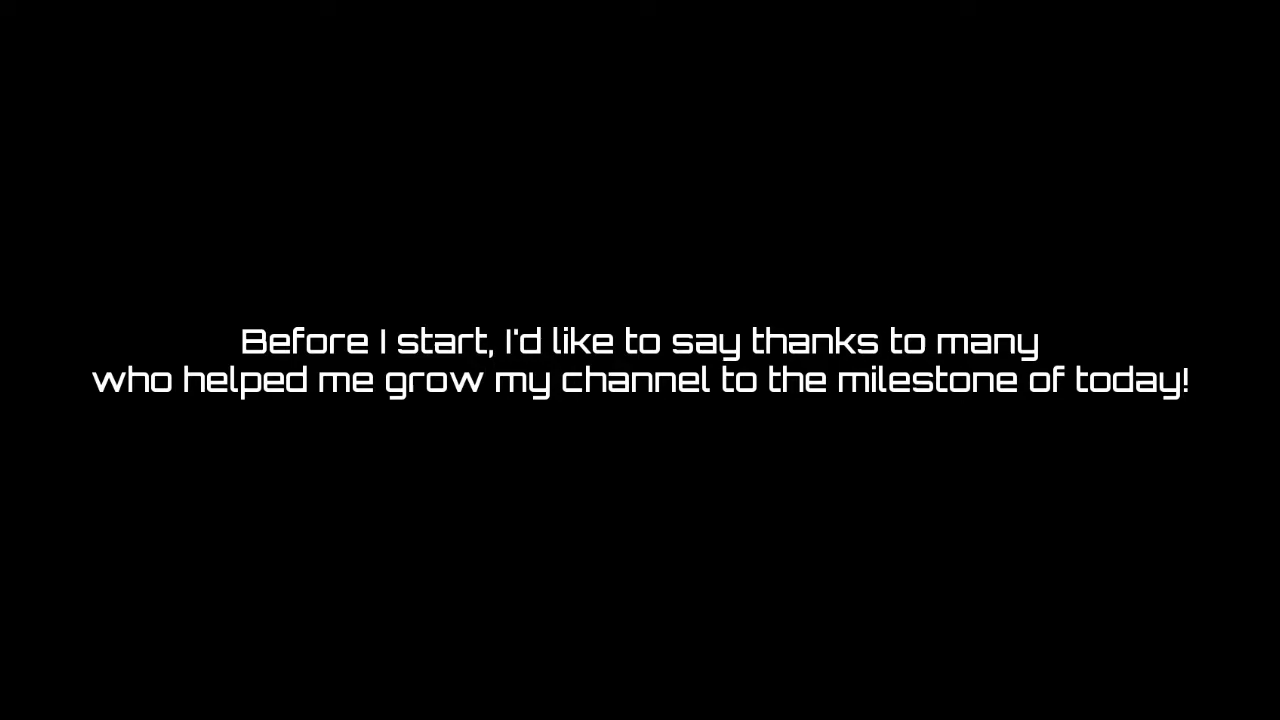 Before I start, I'd like to say thanks to many
who helped me grow my channel to the milestone of today!